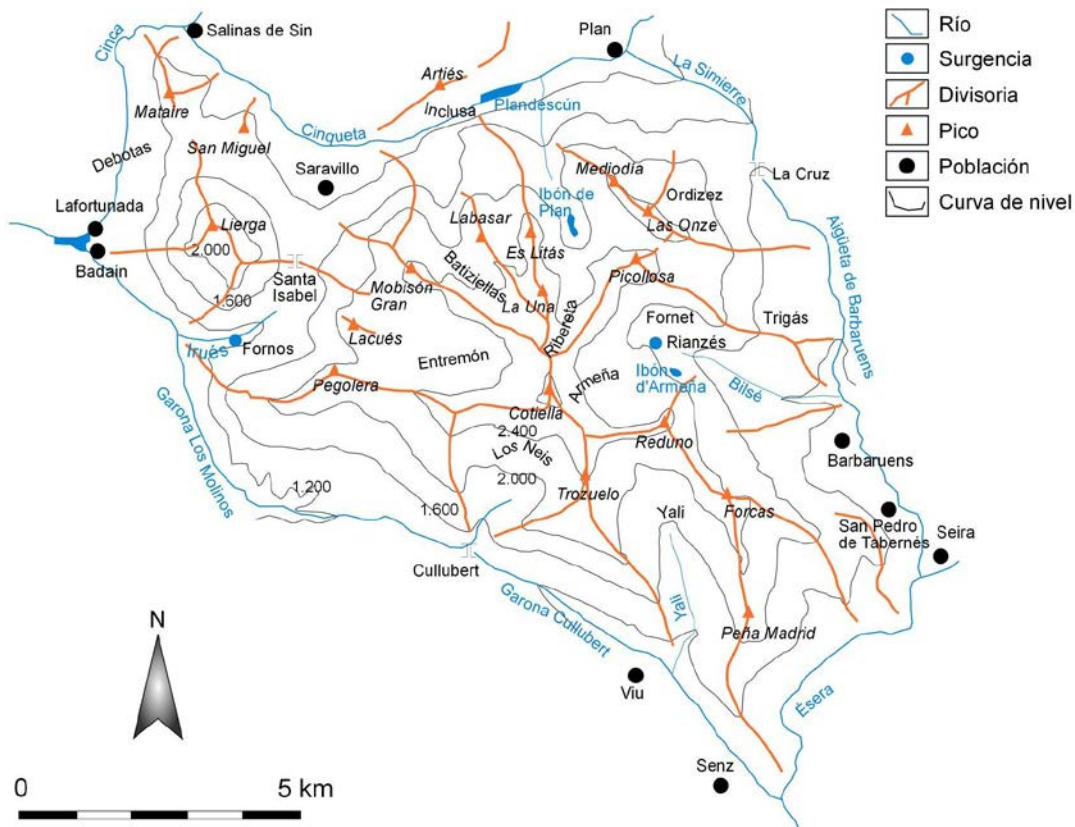 Salinas de Sin
Cinca
Plan
La Simierre
Artiés
Inclusa
Plandescún
Mataire
San Miguel
Cinqueta
Debotas
Saravillo
Mediodía
Ordizez
La Cruz
Lafortunada
Lierga
Labasar
Ibón de
Plan
Las Onze
Aigüeta de Barbaruens
2.000
Es Litás
Badain
Santa
Isabel
Mobisón
Gran
Batiziellas
Picollosa
1.600
La Una
Ribereta
Fornet
Trigás
Irués
Fornos
Lacués
Rianzés
Entremón
Armeña
Ibón
d'Armeña
Bilsé
Pegolera
Cotiella
2.400
Reduno
Los Neis
Barbaruens
Garona Los Molinos
1.200
2.000
Trozuelo
Forcas
1.600
Yali
San Pedro
de Tabernés
Seira
Cullubert
Garona Cullubert
Yali
Peña Madrid
Viu
Ésera
Senz
N
0
5 km
Río
Surgencia
Divisoria
Pico
Población
Curva de nivel